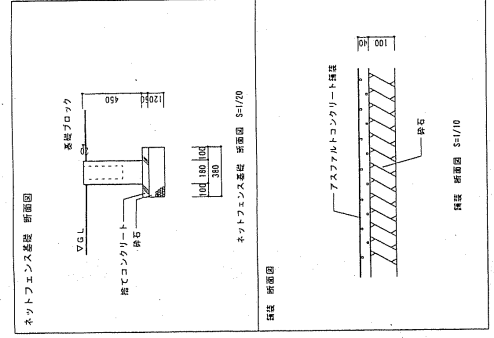 ネットフェンス基礎 断面図
▽GL
基礎ブロック
20
450
50
120
捨てコンクリート
砕石
100 180 100
380
ネットフェンス基礎 断面図 S=1/20
舗装 断面図
アスファルトコンクリート舗装
40
100
砕石
舗装 断面図 S=1/10